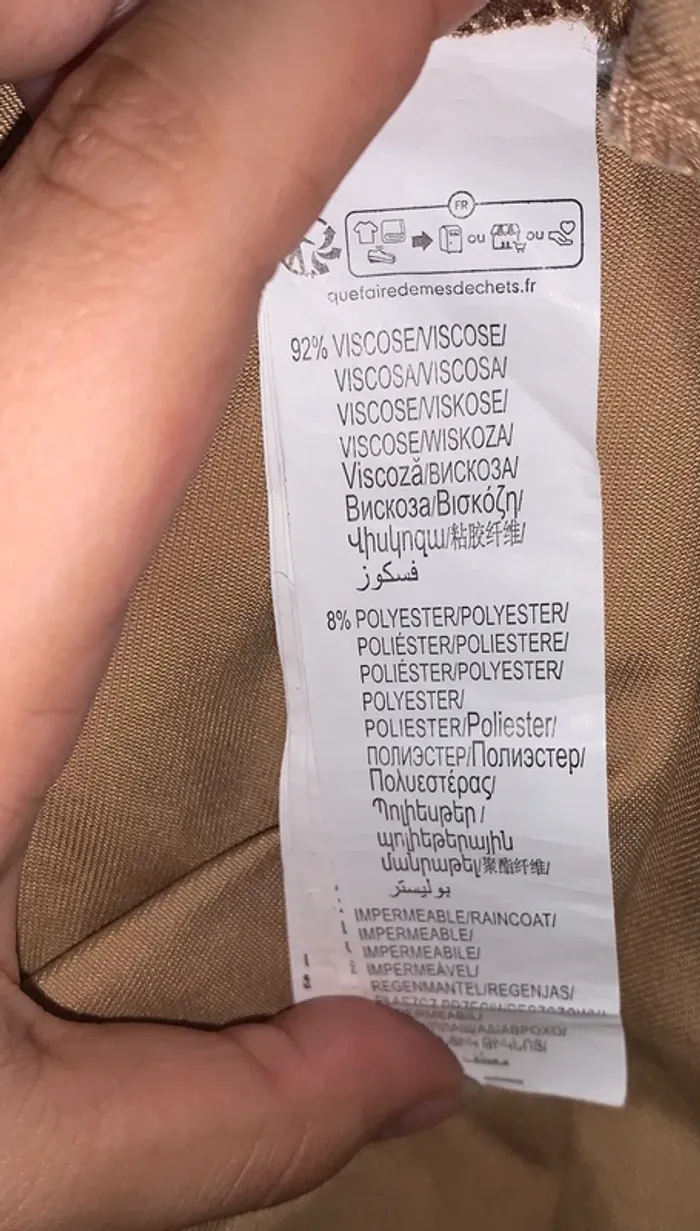 FR
ou ou
quefairedemesdechets.fr
92% VISCOSE/VISCOSE/
VISCOSA/VISCOSA/
VISCOSE/VISKOSE/
VISCOSE/WISKOZA/
Viscoză/ВИСКОЗА/
Вискоза/Βισκόζη/
Վիսկոզա/粘胶纤维/
فسكوز
8% POLYESTER/POLYESTER/
POLIÉSTER/POLIESTERE/
POLIÉSTER/POLYESTER/
POLYESTER/
POLIESTER/Poliester/
ПОЛИЭСТЕР/Полиэстер/
Πολυεστέρας/
Պոլիեսթեր /
պոլիեթերային
մանրաթել/聚酯纤维/
بوليستر
IMPERMEABLE/RAINCOAT/
IMPERMEABLE/
IMPERMEABILE/
IMPERMEÁVEL/
REGENMANTEL/REGENJAS/